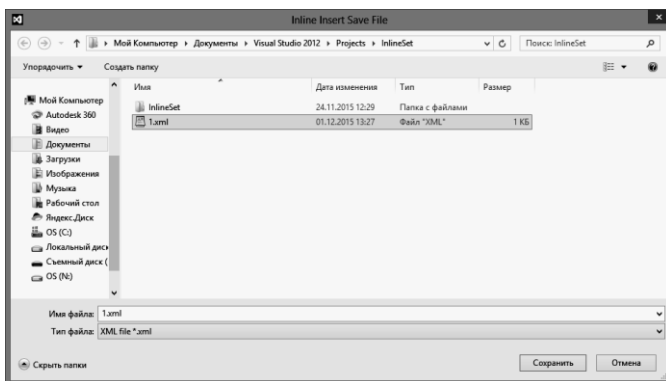 Inline Insert Save File
Мой Компьютер ▸ Документы ▸ Visual Studio 2012 ▸ Projects ▸ InlineSet
Поиск: InlineSet
Упорядочить Создать папку
Имя Дата изменения Тип Размер
InlineSet 24.11.2015 12:29 Папка с файлами
1.xml 01.12.2015 13:27 Файл "XML" 1 КБ
Мой Компьютер
Autodesk 360
Видео
Документы
Загрузки
Изображения
Музыка
Рабочий стол
Яндекс.Диск
OS (C:)
Локальный диск
Съемный диск (
OS (N:)
Имя файла: 1.xml
Тип файла: XML file *.xml
Скрыть папки
Сохранить Отмена